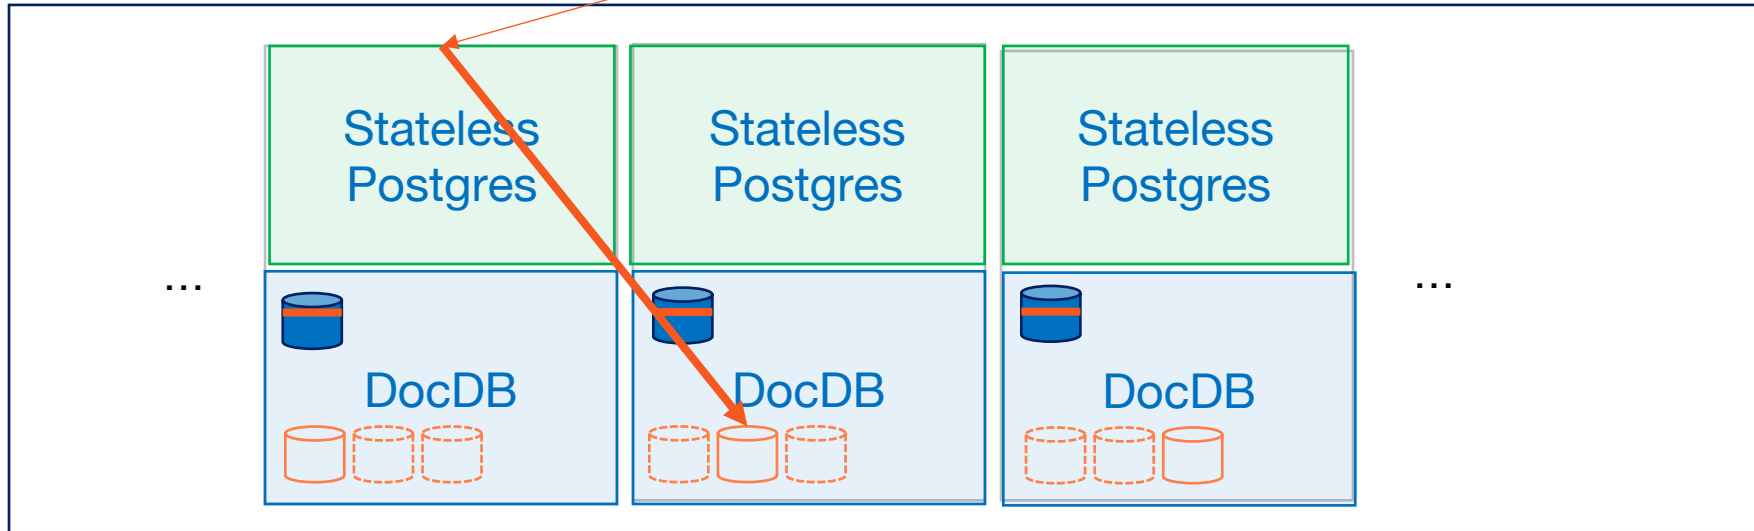 Stateless
Postgres
Stateless
Postgres
Stateless
Postgres
...
...
DocDB
DocDB
DocDB